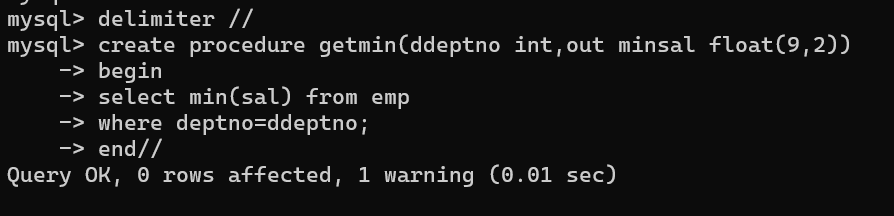 mysql> delimiter //
mysql> create procedure getmin(ddeptno int,out minsal float(9,2))
    -> begin
    -> select min(sal) from emp
    -> where deptno=ddeptno;
    -> end//
Query OK, 0 rows affected, 1 warning (0.01 sec)